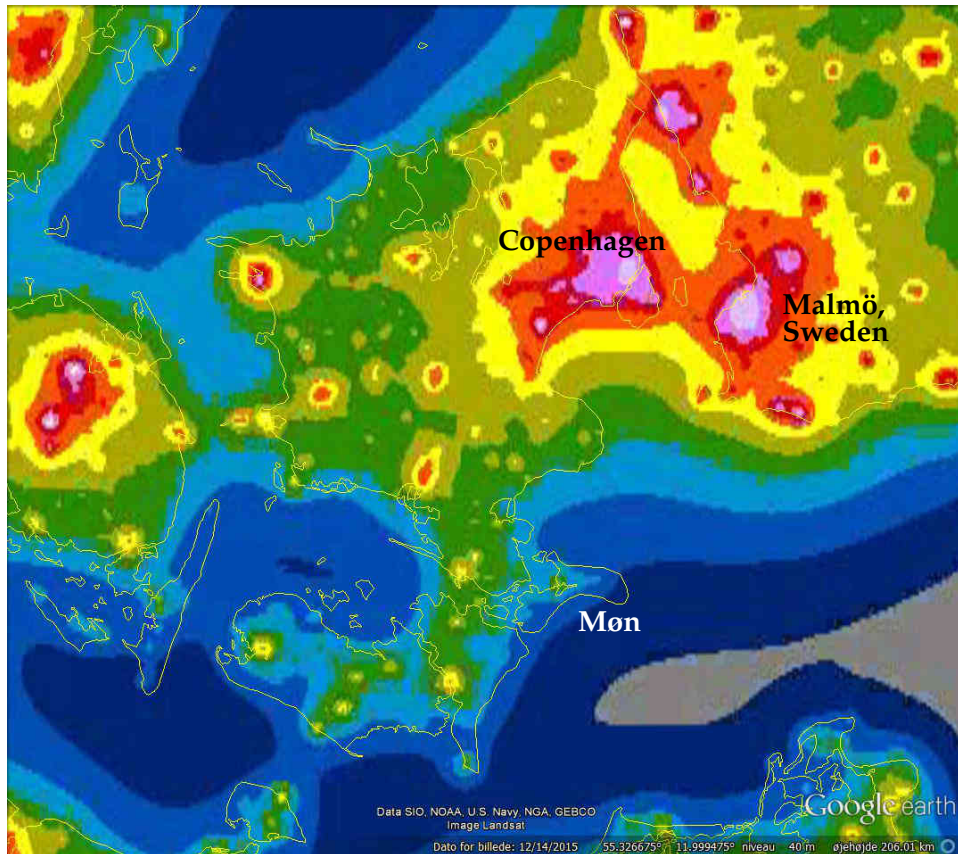 Copenhagen
Malmö,
Sweden
Møn
Data SIO, NOAA, U.S. Navy, NGA, GEBCO
Image Landsat
Google earth
Dato for billede: 12/14/2015 55.326675° 11.999475° niveau 40 m øjehøjde 206.01 km